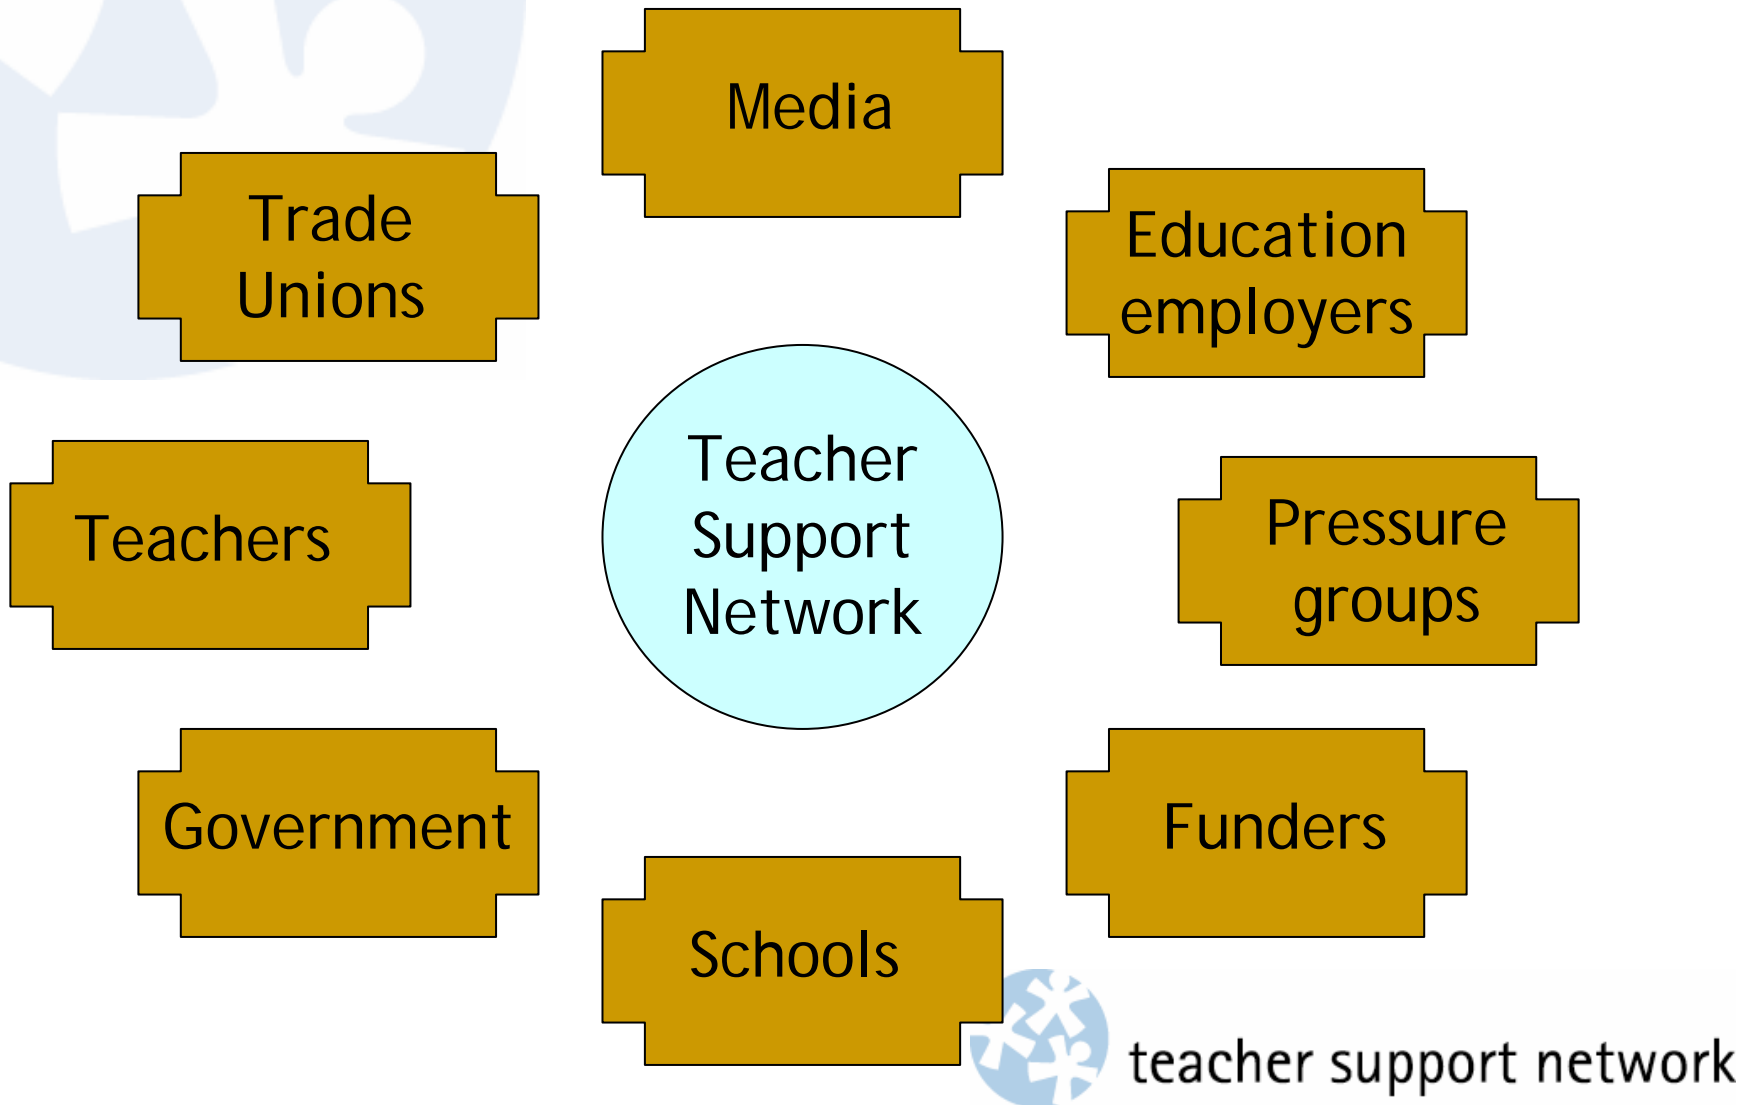 Media
Trade
Unions
Education
employers
Teacher
Support
Network
Teachers
Pressure
groups
Government
Funders
Schools
teacher support network